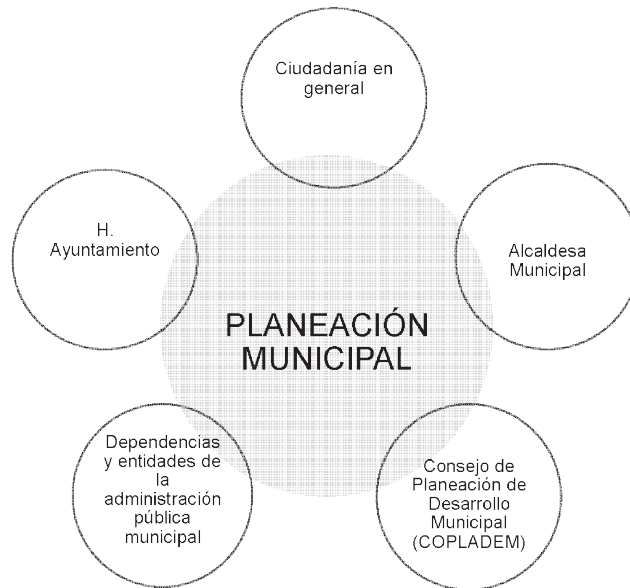 Ciudadanía en
general
H.
Ayuntamiento
Alcaldesa
Municipal
PLANEACIÓN
MUNICIPAL
Dependencias
y entidades de
la
administración
pública
municipal
Consejo de
Planeación de
Desarrollo
Municipal
(COPLADEM)